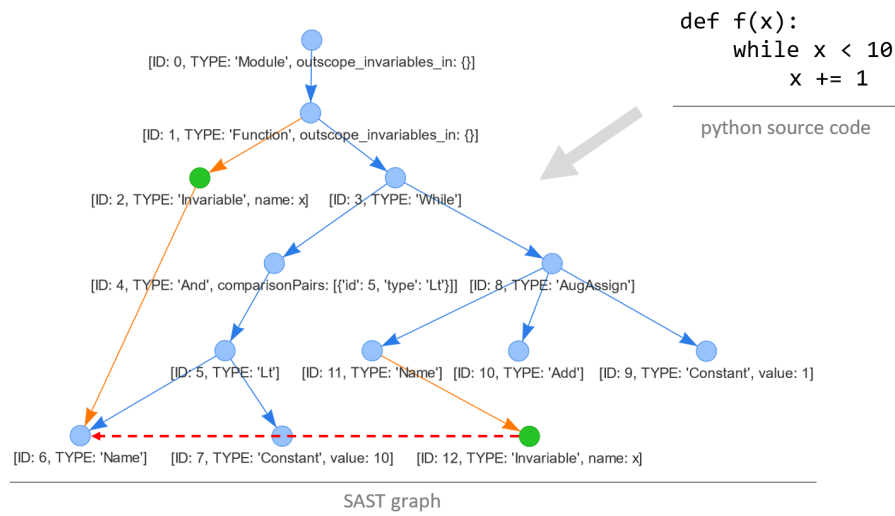 def f(x):
while x < 10
x += 1
python source code
[ID: 0, TYPE: 'Module', outscope_invariables_in: {}]
[ID: 1, TYPE: 'Function', outscope_invariables_in: {}]
[ID: 2, TYPE: 'Invariable', name: x] [ID: 3, TYPE: 'While']
[ID: 4, TYPE: 'And', comparisonPairs: [{'id': 5, 'type': 'Lt'}]] [ID: 8, TYPE: 'AugAssign']
[ID: 5, TYPE: 'Lt'] [ID: 11, TYPE: 'Name'] [ID: 10, TYPE: 'Add'] [ID: 9, TYPE: 'Constant', value: 1]
[ID: 6, TYPE: 'Name'] [ID: 7, TYPE: 'Constant', value: 10] [ID: 12, TYPE: 'Invariable', name: x]
SAST graph